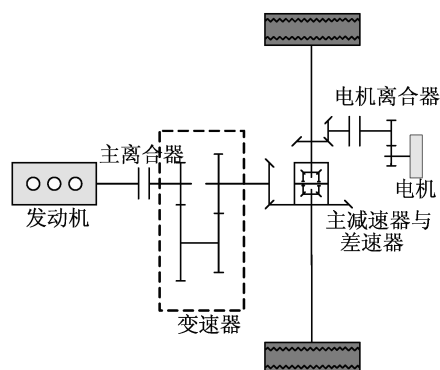 电机离合器
主离合器
发动机
电机
主减速器与
差速器
变速器